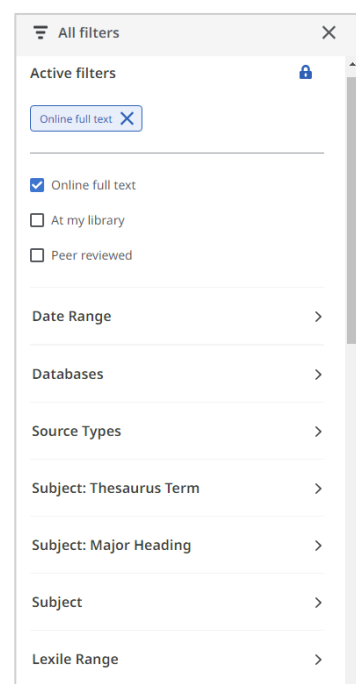 All filters
Active filters
Online full text
Online full text
At my library
Peer reviewed
Date Range
Databases
Source Types
Subject: Thesaurus Term
Subject: Major Heading
Subject
Lexile Range